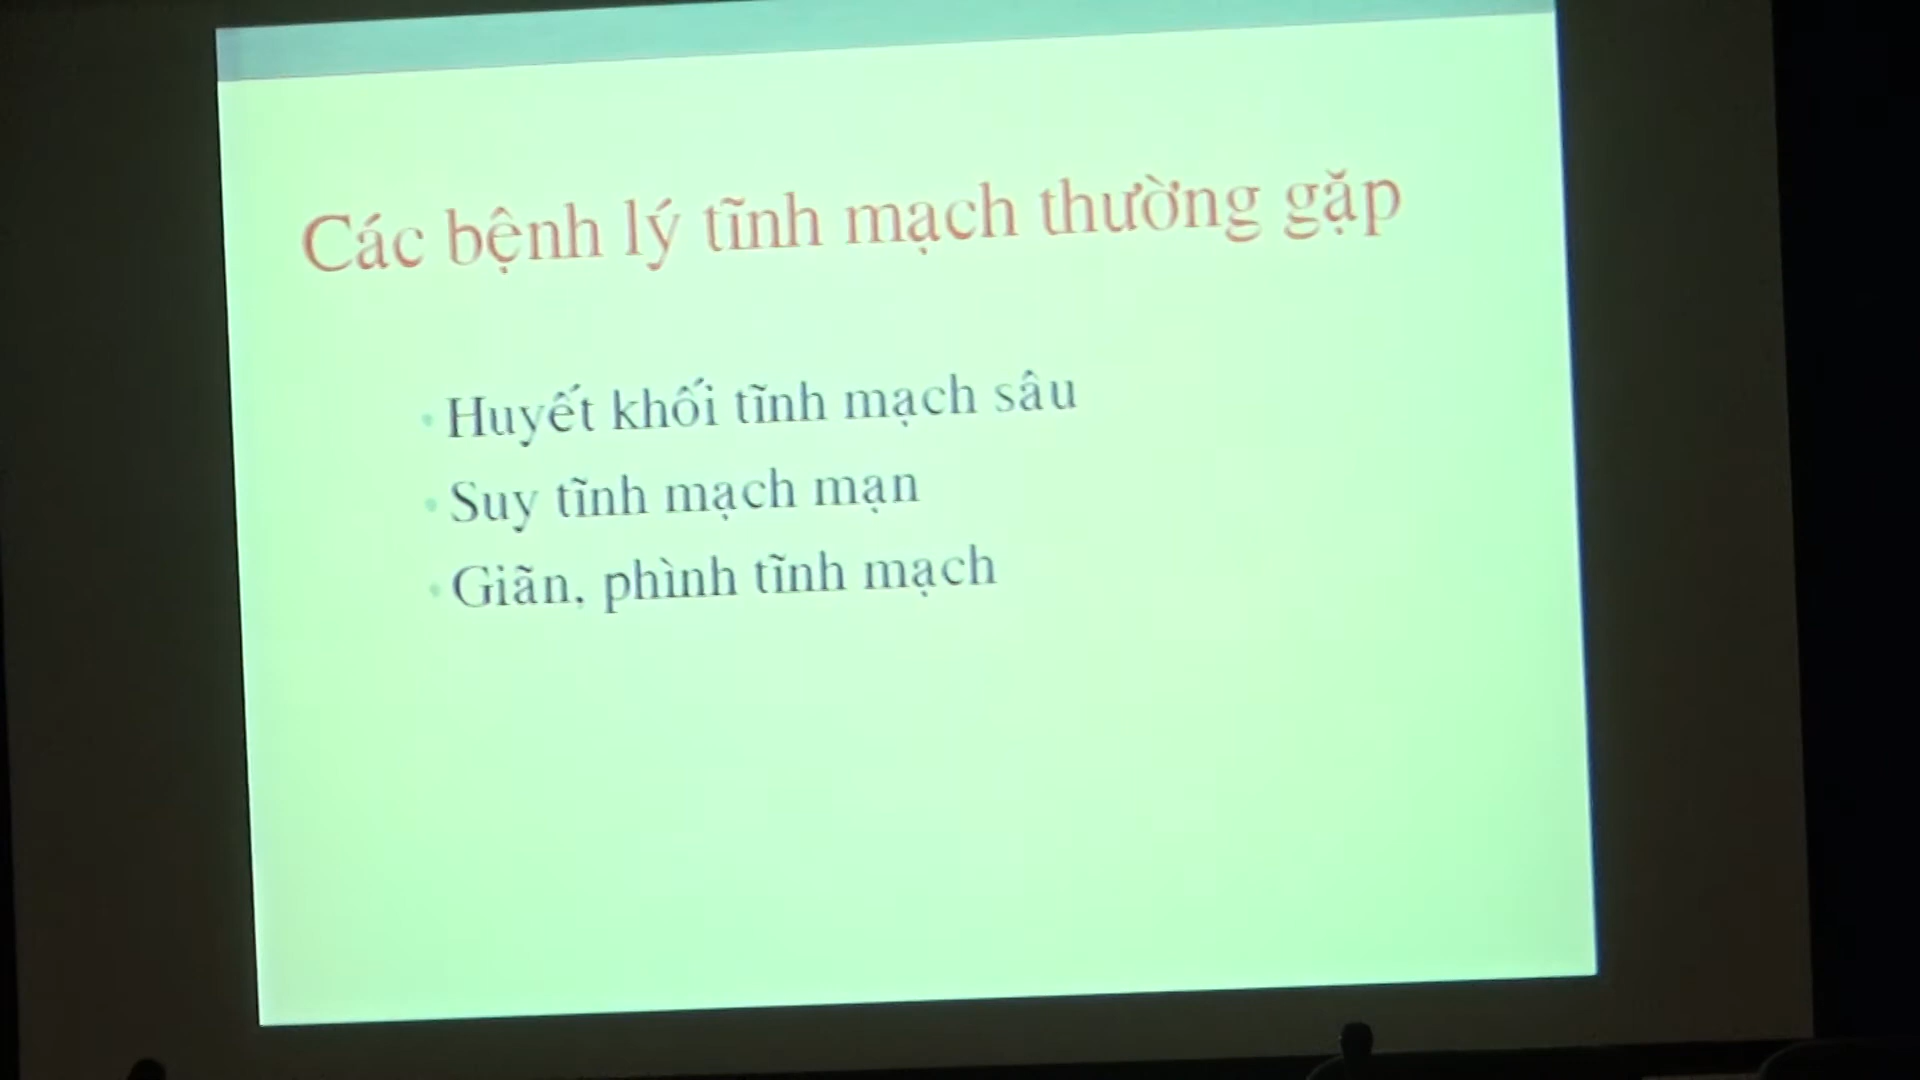 Các bệnh lý tĩnh mạch thường gặp
• Huyết khối tĩnh mạch sâu
• Suy tĩnh mạch mạn
• Giãn, phình tĩnh mạch